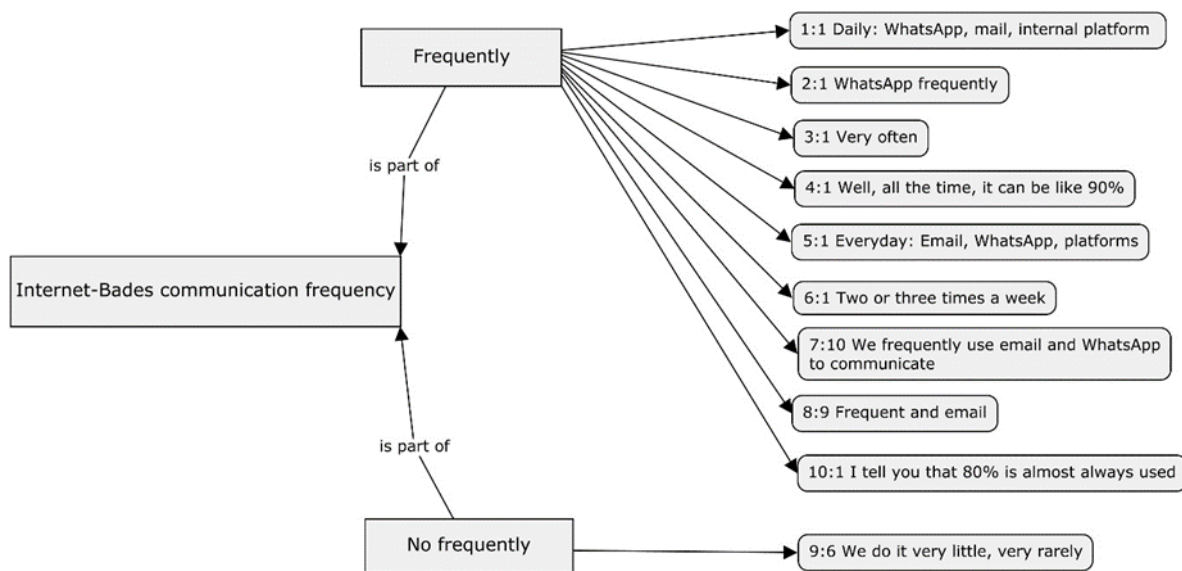 Frequently
1:1 Daily: WhatsApp, mail, internal platform
2:1 WhatsApp frequently
3:1 Very often
is part of
4:1 Well, all the time, it can be like 90%
5:1 Everyday: Email, WhatsApp, platforms
Internet-Bades communication frequency
6:1 Two or three times a week
7:10 We frequently use email and WhatsApp
to communicate
8:9 Frequent and email
is part of
10:1 I tell you that 80% is almost always used
No frequently
9:6 We do it very little, very rarely